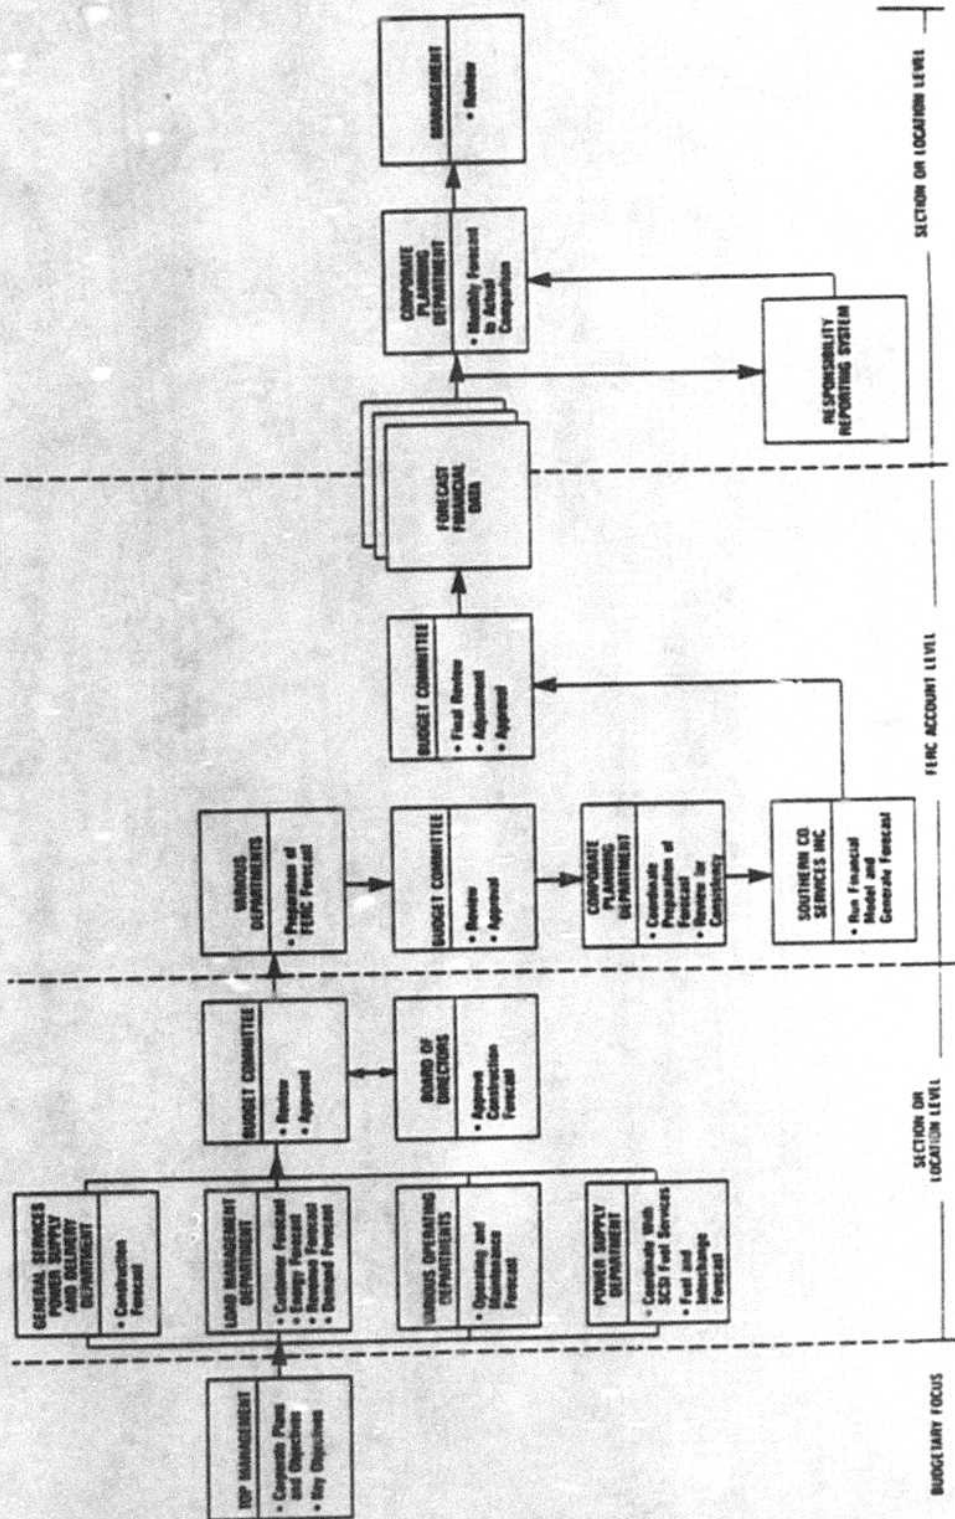 TOP MANAGEMENT
• Corporate Plans
and Objectives
• Key Objectives
GENERAL SERVICES
POWER SUPPLY
AND DELIVERY
DEPARTMENT
• Construction
Forecast
LOAD MANAGEMENT
DEPARTMENT
• Customer Forecast
• Energy Forecast
• Revenue Forecast
• Demand Forecast
VARIOUS OPERATING
DEPARTMENTS
• Operating and
Maintenance
Forecast
POWER SUPPLY
DEPARTMENT
• Coordinate With
SCSI Fuel Services
• Fuel and
Interchange
Forecast
BUDGET COMMITTEE
• Review
• Approval
BOARD OF
DIRECTORS
• Approve
Construction
Forecast
VARIOUS
DEPARTMENTS
• Preparation of
FERC Forecast
BUDGET COMMITTEE
• Review
• Approval
CORPORATE
PLANNING
DEPARTMENT
• Coordinate
Preparation of
Forecast
• Review for
Consistency
SOUTHERN CO.
SERVICES INC
• Run Financial
Model and
Generate Forecast
BUDGET COMMITTEE
• Final Review
• Adjustment
• Approval
FORECAST
FINANCIAL
DATA
CORPORATE
PLANNING
DEPARTMENT
• Monthly Forecast
to Actual
Comparison
RESPONSIBILITY
REPORTING SYSTEM
MANAGEMENT
• Review
BUDGETARY FOCUS
SECTION OR
LOCATION LEVEL
FERC ACCOUNT LEVEL
SECTION OR LOCATION LEVEL